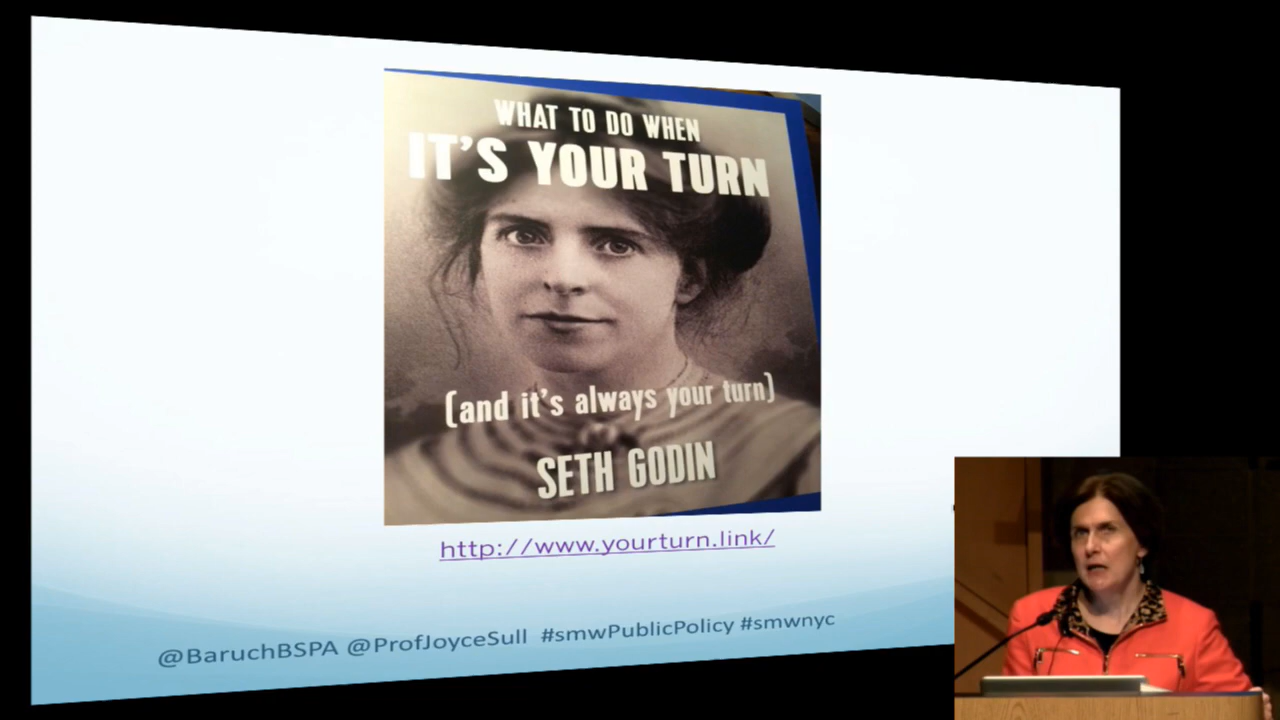 WHAT TO DO WHEN
IT'S YOUR TURN
(and it's always your turn)
SETH GODIN
http://www.yourturn.link/
@BaruchBSPA @ProfJoyceSull #smwPublicPolicy #smwnyc